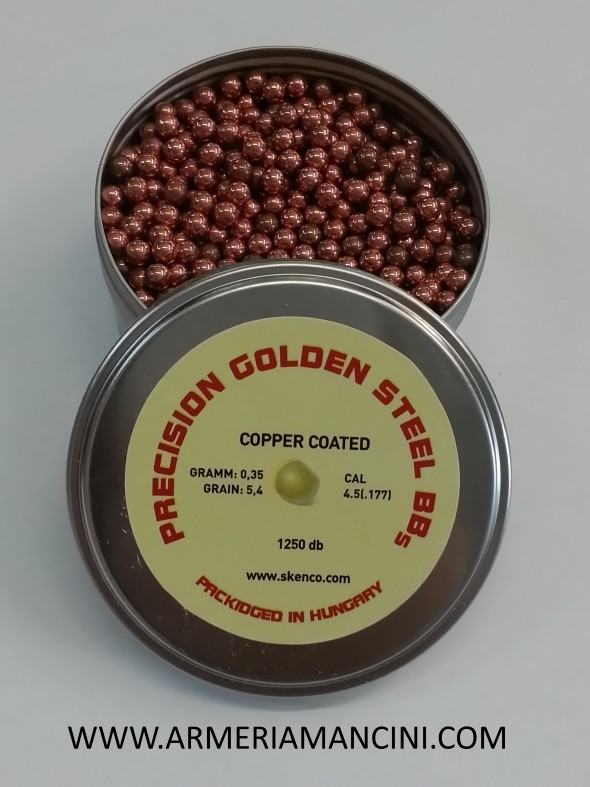 PRECISION GOLDEN STEEL BBs
COPPER COATED
GRAMM: 0,35
GRAIN: 5,4
CAL
4.5(.177)
1250 db
www.skenco.com
PACKIDGED IN HUNGARY
WWW.ARMERIAMANCINI.COM